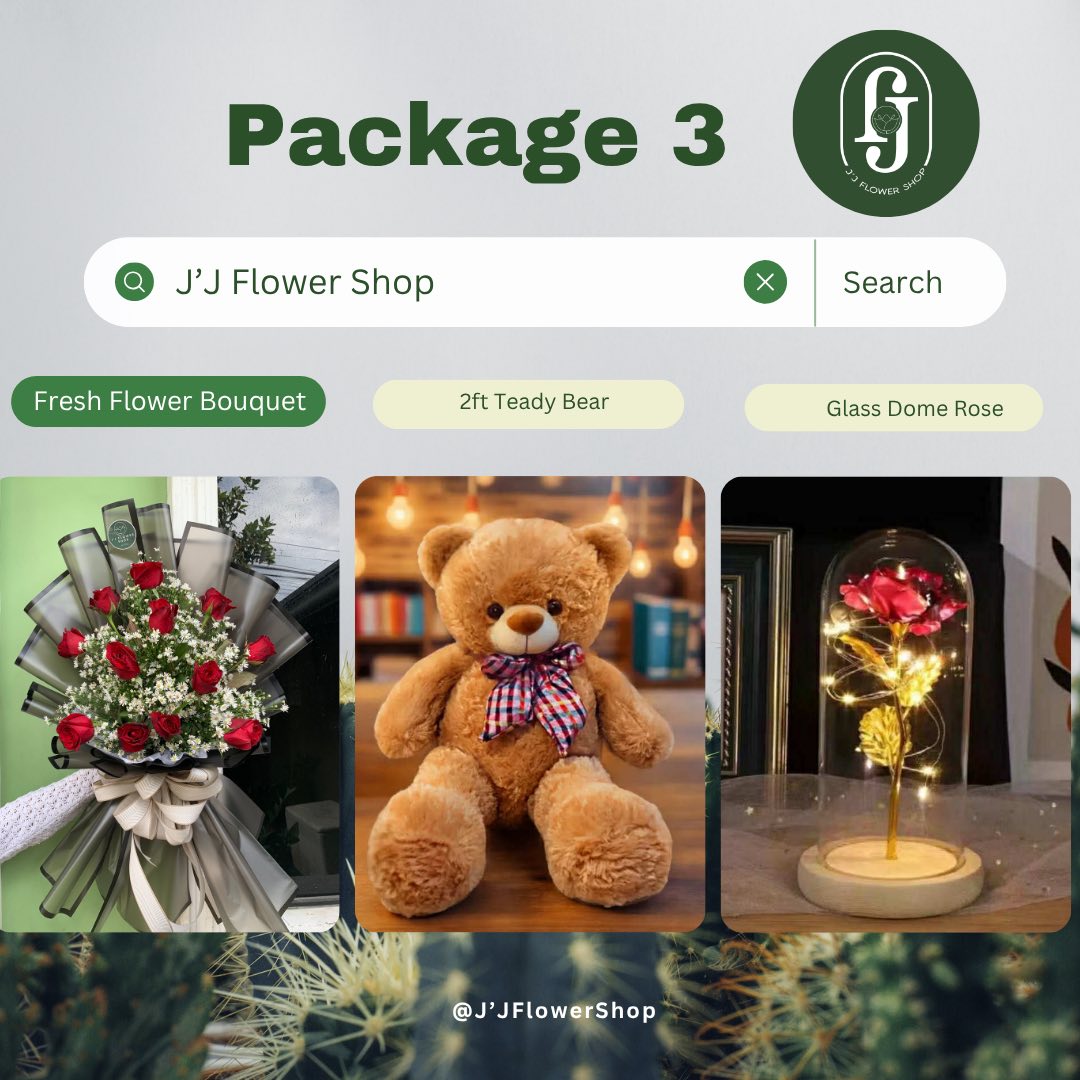 Package 3
J'J FLOWER SHOP
J'J Flower Shop
Search
Fresh Flower Bouquet
2ft Teady Bear
Glass Dome Rose
@J'JFlowerShop